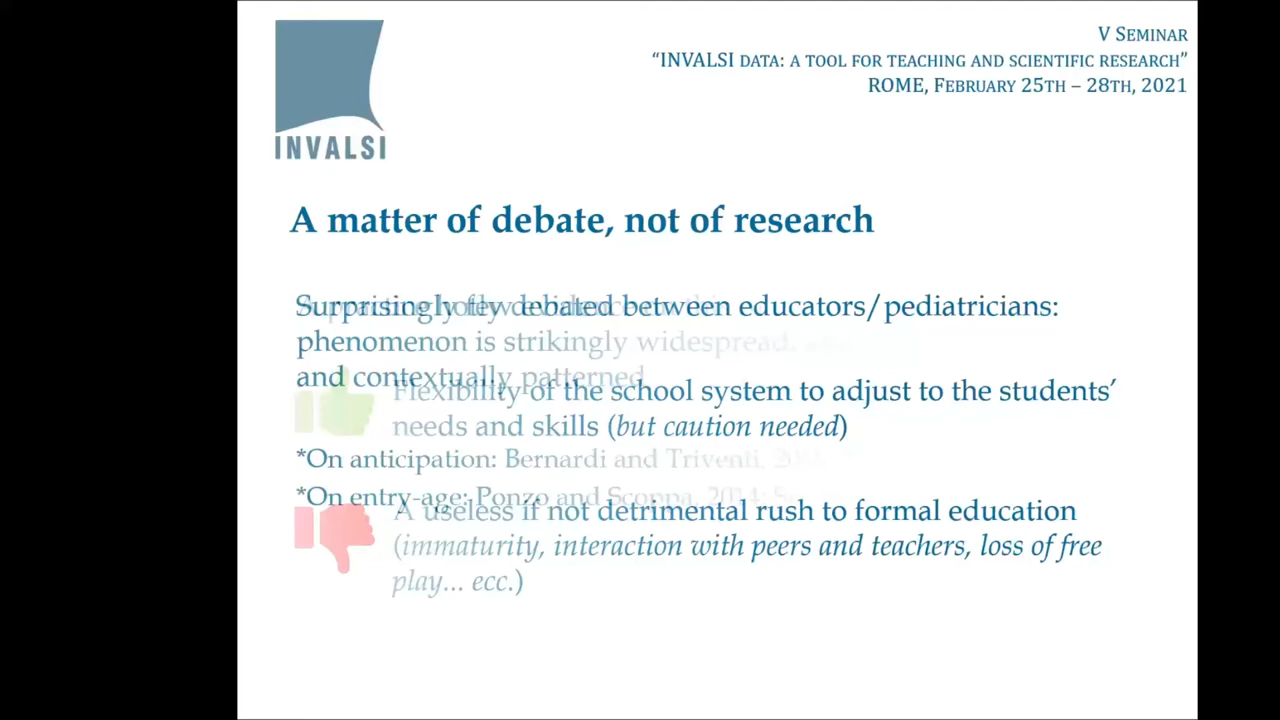 V SEMINAR
“INVALSI DATA: A TOOL FOR TEACHING AND SCIENTIFIC RESEARCH”
ROME, FEBRUARY 25TH – 28TH, 2021
INVALSI
A matter of debate, not of research
debated between educators/pediatricians:
Surprisingly few
phenomenon is strikingly widespread,
and contextually patterned
Flexibility of the school system to adjust to the students’
needs and skills (but caution needed)
*On anticipation: Bernardi and Triventi,
*On entry-age: Ponzo and Scoppa, 2014;
A useless if not detrimental rush to formal education
(immaturity, interaction with peers and teachers, loss of free
play... ecc.)